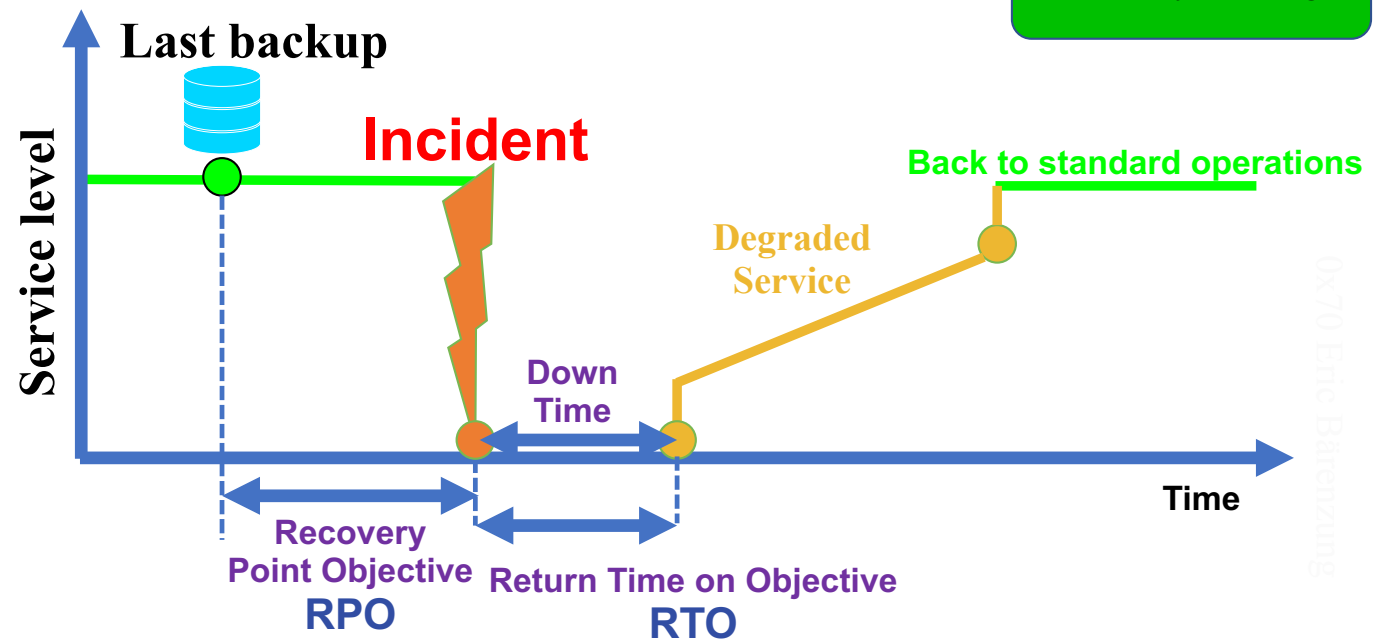 Last backup
Service level
Incident
Back to standard operations
Degraded
Service
Down
Time
Time
Recovery
Point Objective
RPO
Return Time on Objective
RTO
0x70 Eric Birenzung